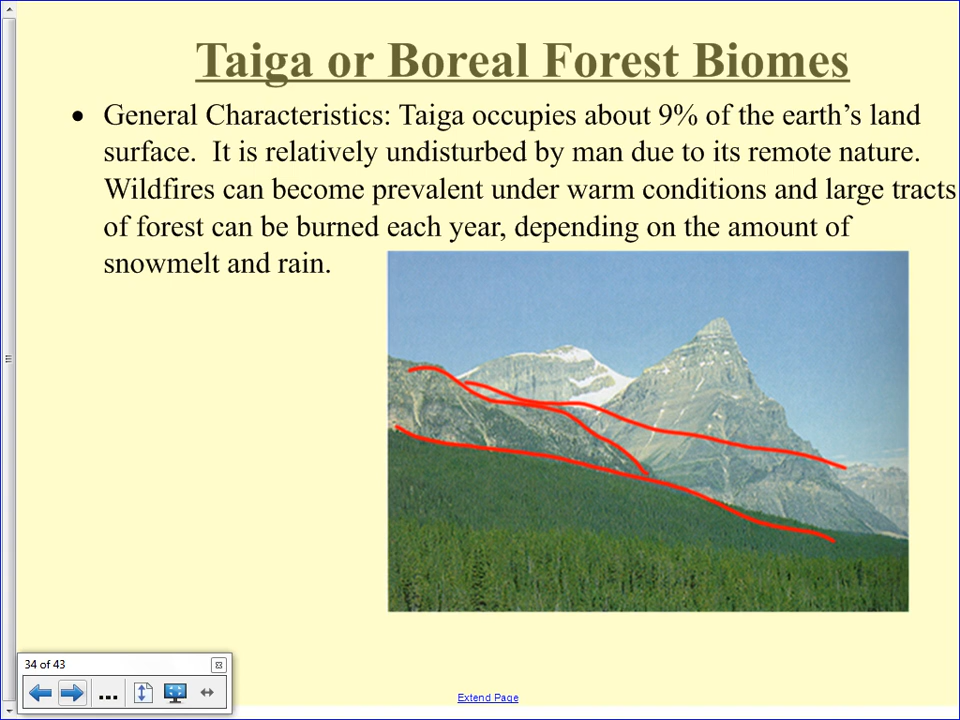 Taiga or Boreal Forest Biomes
• General Characteristics: Taiga occupies about 9% of the earth’s land
surface.  It is relatively undisturbed by man due to its remote nature.
Wildfires can become prevalent under warm conditions and large tracts
of forest can be burned each year, depending on the amount of
snowmelt and rain.
34 of 43
...
Extend Page